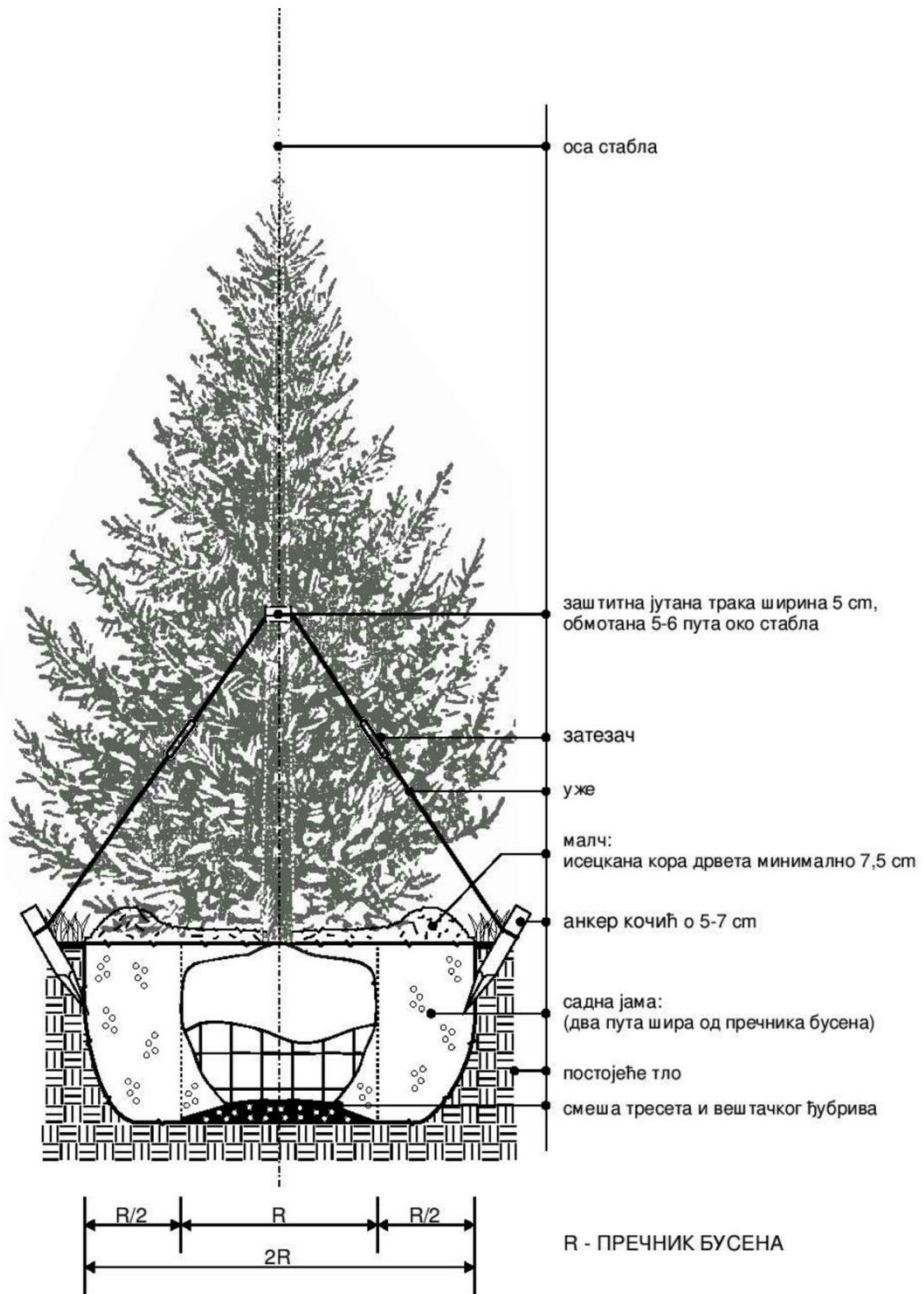 оса стабла
заштитна јутана трака ширина 5 cm,
обмотана 5-6 пута око стабла
затезач
уже
малч:
исецкана кора дрвета минимално 7,5 cm
анкер кочић о 5-7 cm
садна јама:
(два пута шира од пречника бусена)
постојеће тло
смеша тресета и вештачког ђубрива
R/2 R R/2
2R
R - ПРЕЧНИК БУСЕНА